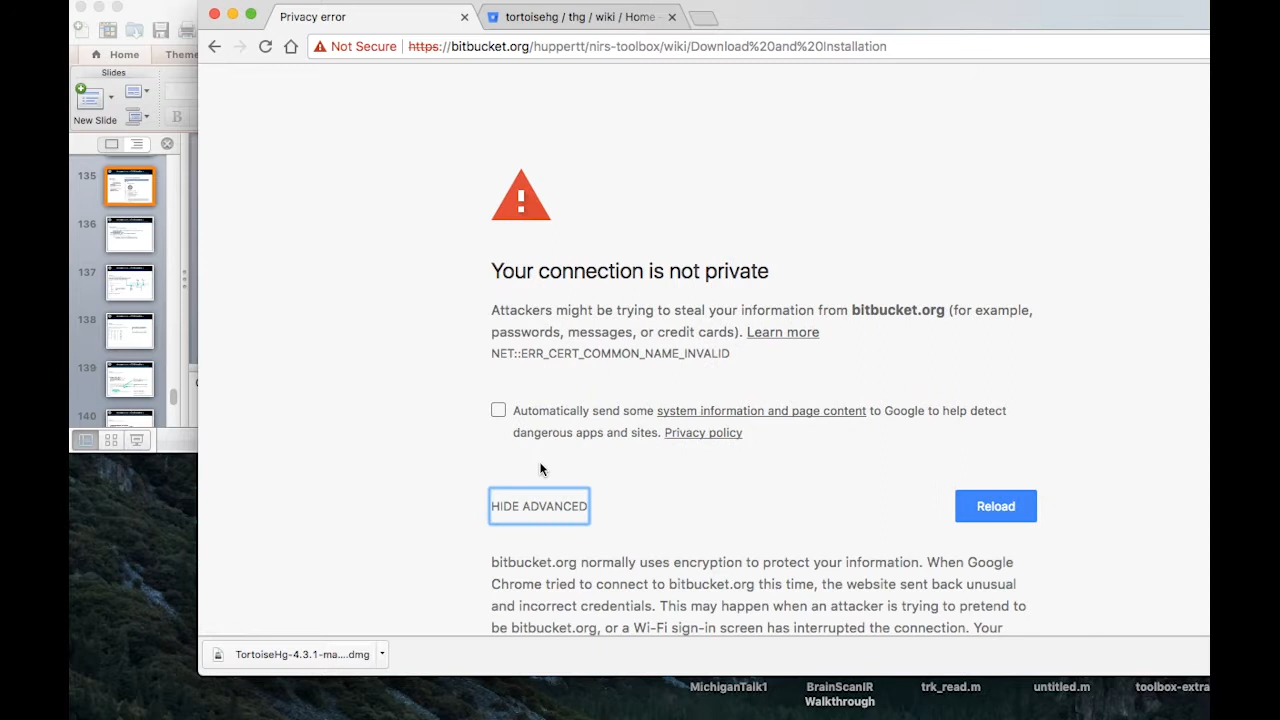 Privacy error
tortoisehg / thg / wiki / Home
Not Secure
https://bitbucket.org/huppertt/nirs-toolbox/wiki/Download%20and%20Installation
Home
Theme
Slides
New Slide
B
135
136
137
138
139
140
Your connection is not private
Attackers might be trying to steal your information from bitbucket.org (for example,
passwords, messages, or credit cards). Learn more
NET::ERR_CERT_COMMON_NAME_INVALID
Automatically send some system information and page content to Google to help detect
dangerous apps and sites. Privacy policy
HIDE ADVANCED
Reload
bitbucket.org normally uses encryption to protect your information. When Google
Chrome tried to connect to bitbucket.org this time, the website sent back unusual
and incorrect credentials. This may happen when an attacker is trying to pretend to
be bitbucket.org, or a Wi-Fi sign-in screen has interrupted the connection. Your
TortoiseHg-4.3.1-ma....dmg
MichiganTalk1
BrainScanIR
Walkthrough
trk_read.m
untitled.m
toolbox-extra